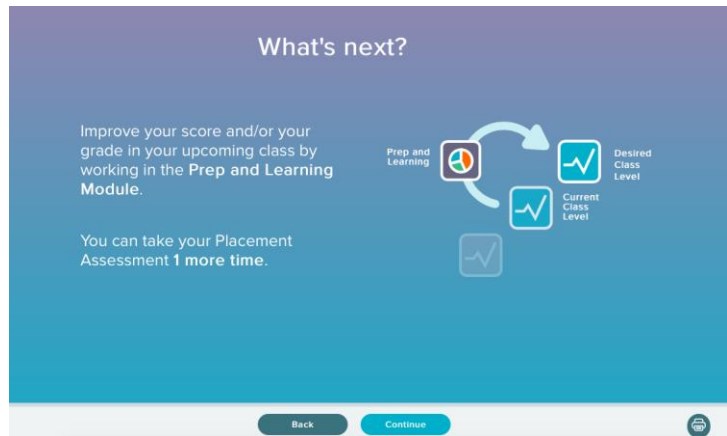 What's next?
Improve your score and/or your
grade in your upcoming class by
working in the Prep and Learning
Module.
You can take your Placement
Assessment 1 more time.
Prep and
Learning
Desired
Class
Level
Current
Class
Level
Back
Continue